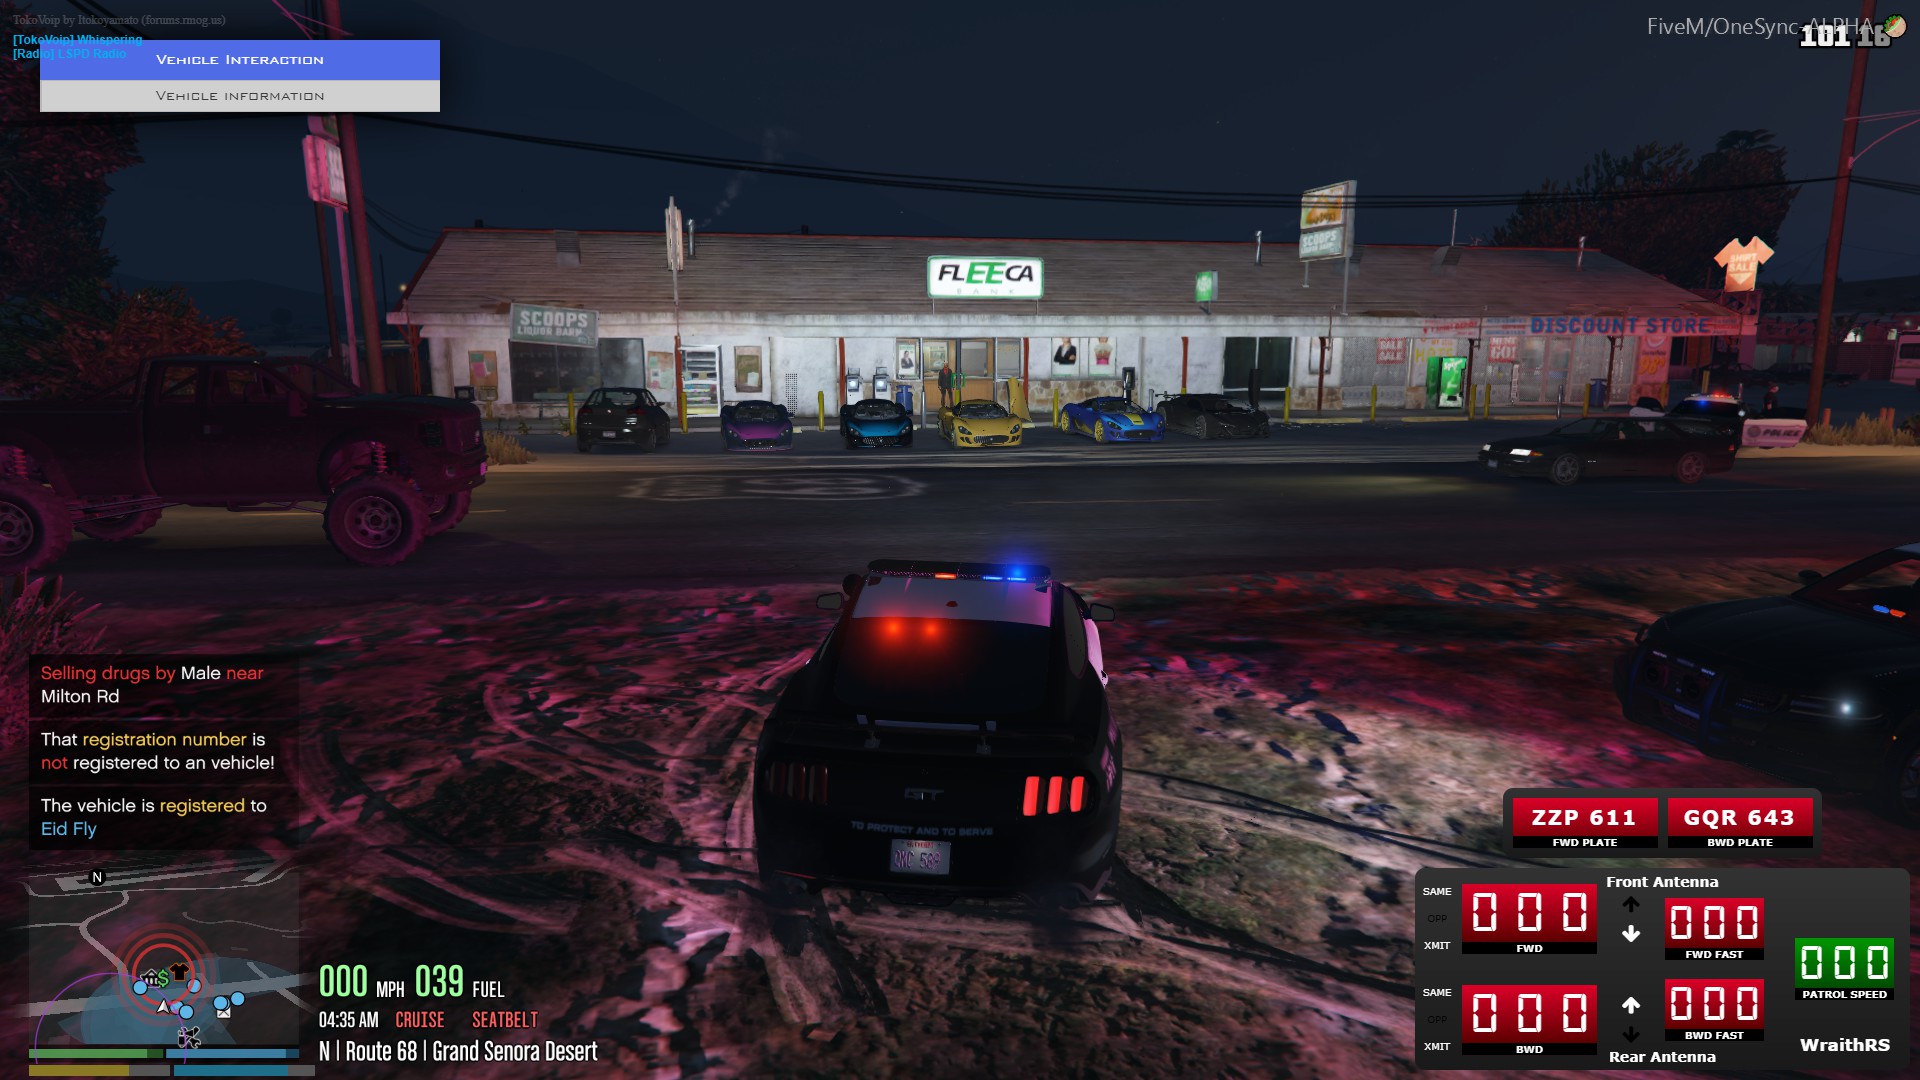 TokoVoip by Itokoyamato (forums.rmog.us)
[TokoVoip] Whispering
[Radio] LSPD Radio
Vehicle Interaction
Vehicle information
FiveM/OneSync-ALPHA
101 16
SCOOPS
LIQUOR BARN
FLEECA
BANK
SCOOPS
SHIRT
SALE
DISCOUNT STORE
POLICE
Selling drugs by Male near
Milton Rd
That registration number is
not registered to an vehicle!
The vehicle is registered to
Eid Fly
N
000 MPH 039 FUEL
04:35 AM CRUISE SEATBELT
N | Route 68 | Grand Senora Desert
GT
TO PROTECT AND TO SERVE
ZZP 611
FWD PLATE
GQR 643
BWD PLATE
Front Antenna
SAME
OPP
XMIT
000
FWD
000
FWD FAST
000
PATROL SPEED
SAME
OPP
XMIT
000
BWD
000
BWD FAST
Rear Antenna
WraithRS